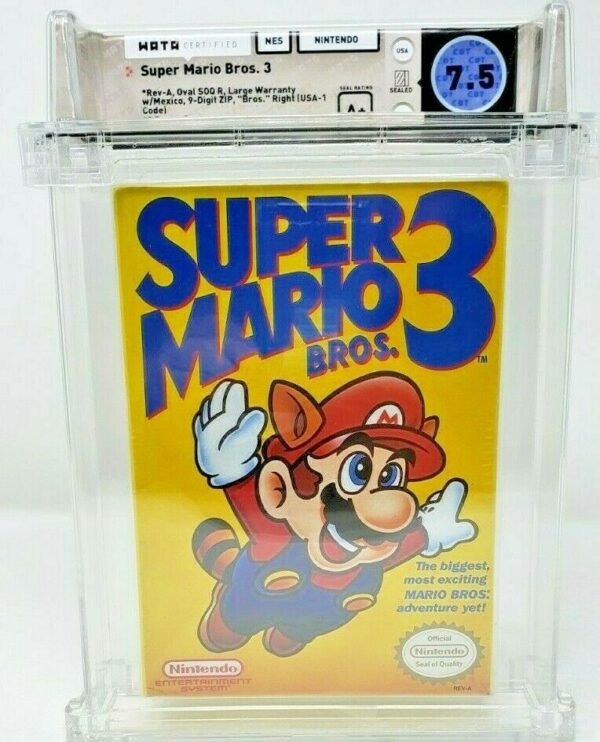 WATA CERTIFIED NES NINTENDO USA
Super Mario Bros. 3
*Rev-A, Oval SOQ R, Large Warranty
w/Mexico, 9-Digit ZIP, "Bros." Right (USA-1
Code)
SEAL RATING
A+
SEALED
7.5
CDT
SUPER
MARIO
BROS.
3
TM
M
The biggest,
most exciting
MARIO BROS.
adventure yet!
Official
Nintendo
Seal of Quality
Nintendo
ENTERTAINMENT
SYSTEM
REV-A